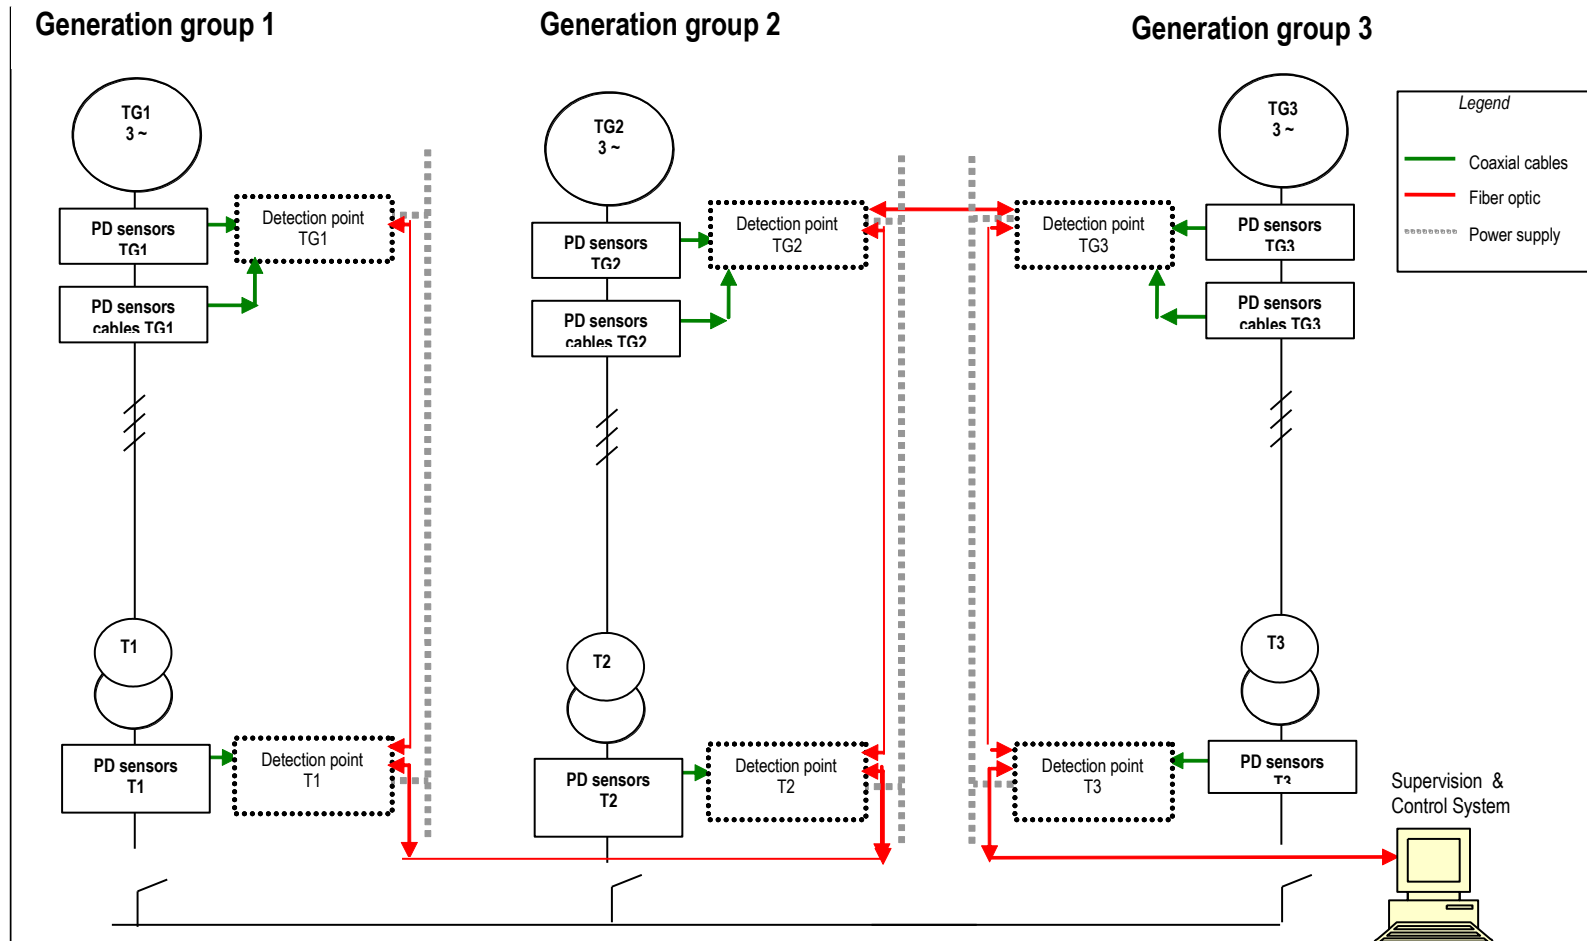 Generation group 1
Generation group 2
Generation group 3
TG1
3 ~
TG2
3 ~
TG3
3 ~
Legend
Coaxial cables
Fiber optic
Power supply
PD sensors
TG1
Detection point
TG1
PD sensors
cables TG1
PD sensors
TG2
Detection point
TG2
PD sensors
cables TG2
Detection point
TG3
PD sensors
TG3
PD sensors
cables TG3
T1
T2
T3
PD sensors
T1
Detection point
T1
PD sensors
T2
Detection point
T2
Detection point
T3
PD sensors
T3
Supervision &
Control System